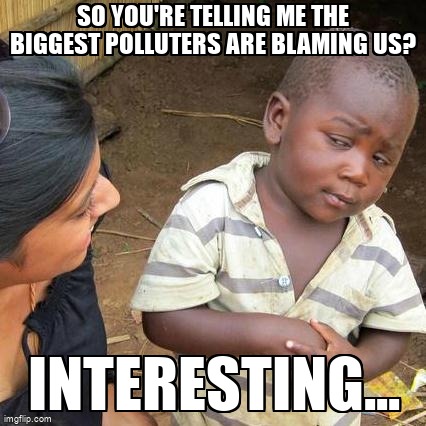 SO YOU'RE TELLING ME THE
BIGGEST POLLUTERS ARE BLAMING US?
INTERESTING...
imgflip.com